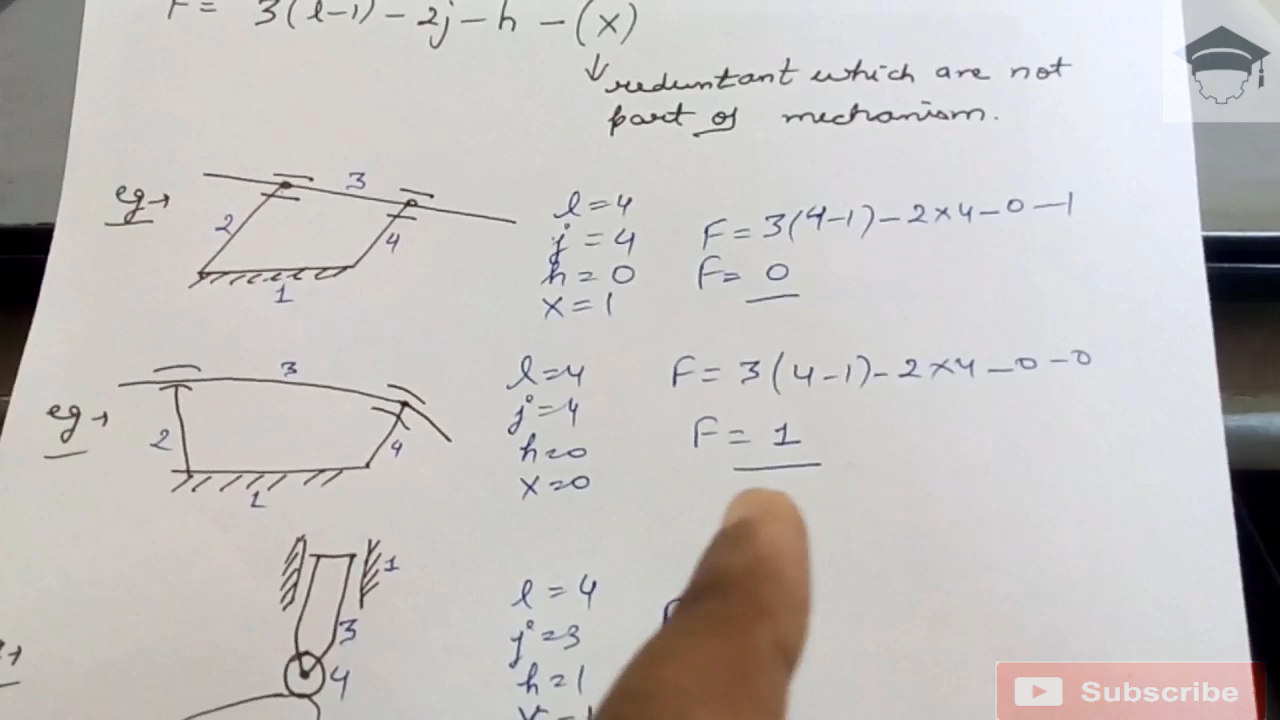 F = 3(l-1) - 2j - h - (x)
↓ reduntant which are not
part of mechanism.
eg→
3
2
4
1
l=4
j=4
h=0
x=1
F=3(4-1)-2×4-0-1
F= 0
eg→
3
2
4
1
l=4
j=4
h=0
x=0
F=3(4-1)-2×4-0-0
F= 1
1
3
4
l=4
j=3
h=1
Subscribe